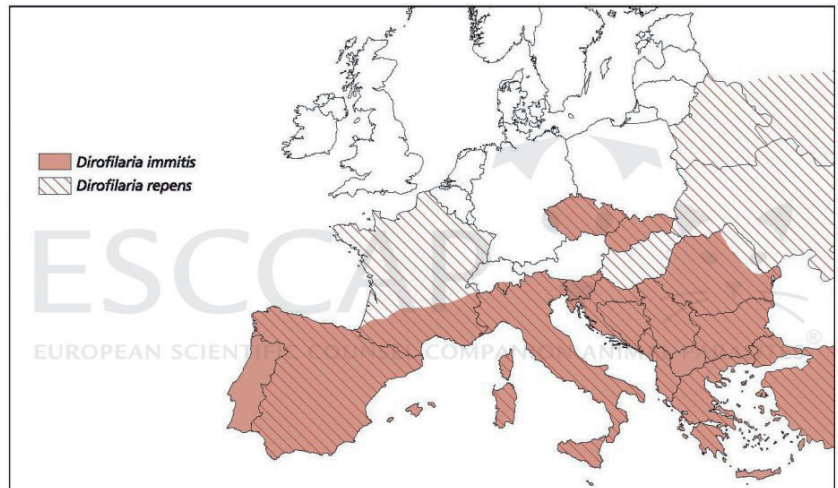 Dirofilaria immitis
Dirofilaria repens
ESCCAP
®
EUROPEAN SCIENTIFIC COUNSEL COMPANION ANIMAL PARASITES